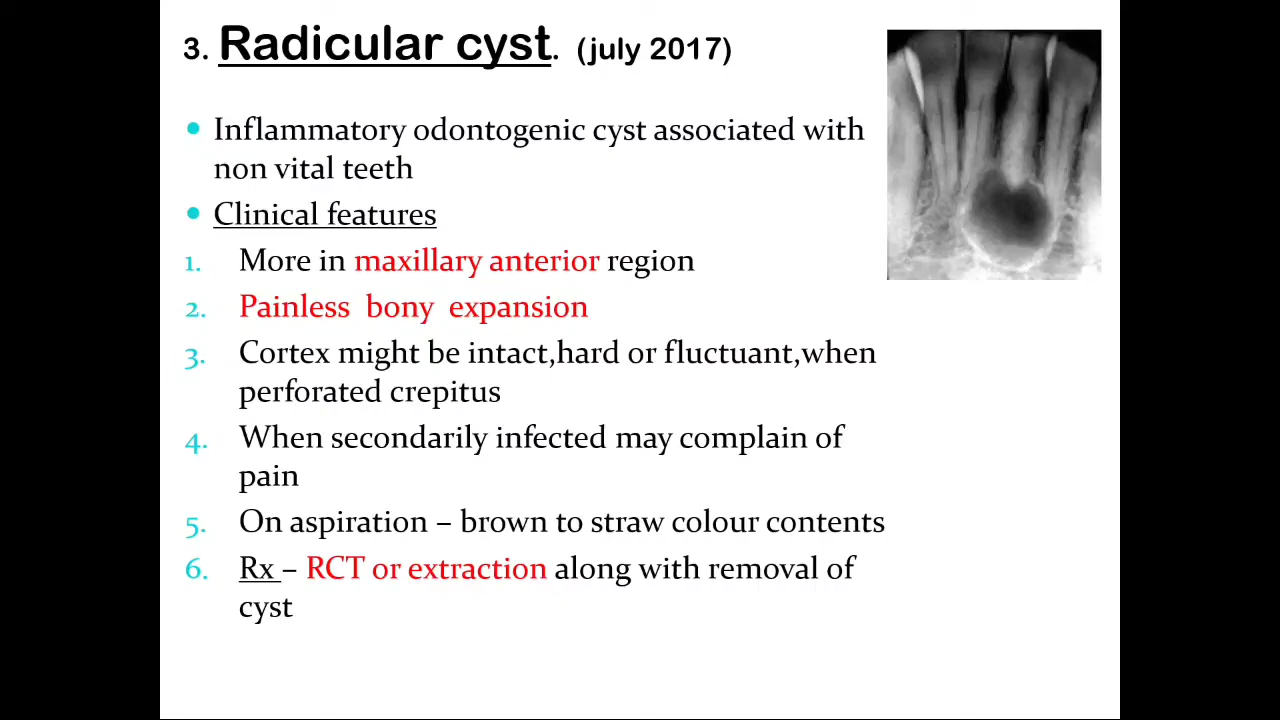 3. Radicular cyst. (july 2017)
• Inflammatory odontogenic cyst associated with
non vital teeth
• Clinical features
1. More in maxillary anterior region
2. Painless bony expansion
3. Cortex might be intact,hard or fluctuant,when
perforated crepitus
4. When secondarily infected may complain of
pain
5. On aspiration – brown to straw colour contents
6. Rx – RCT or extraction along with removal of
cyst